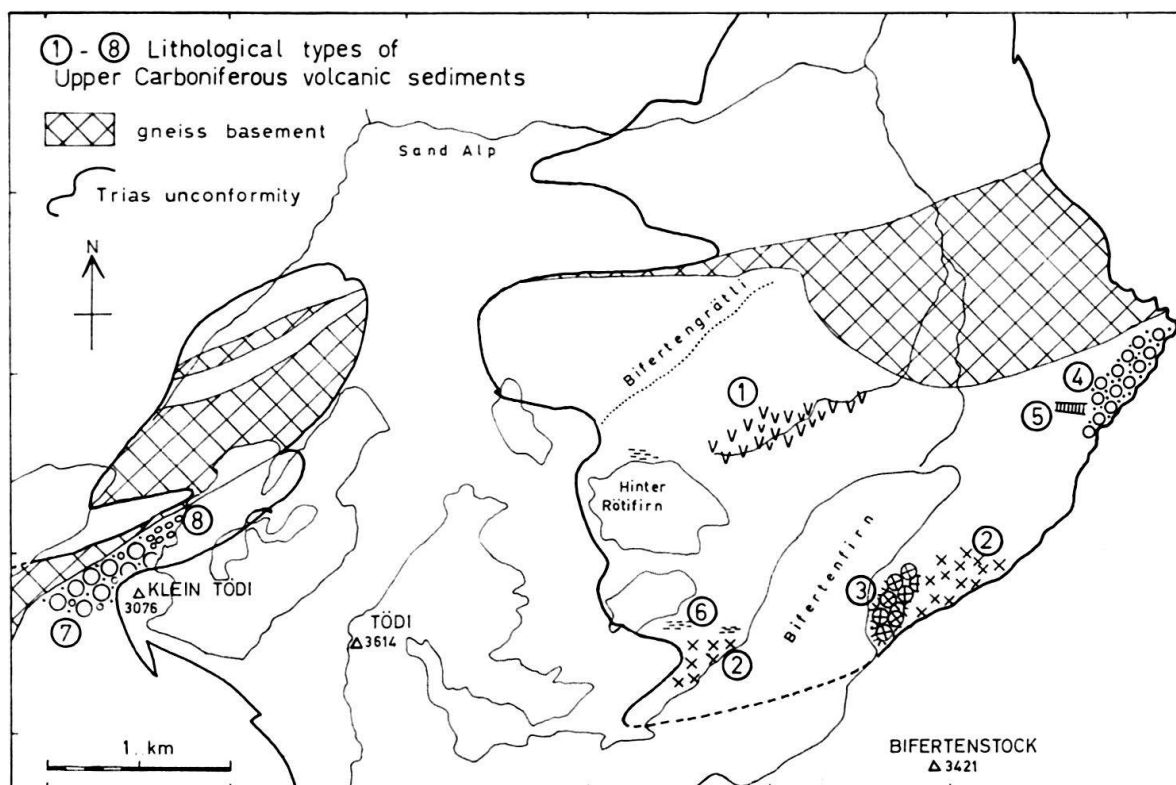 ① - ⑧ Lithological types of
Upper Carboniferous volcanic sediments
gneiss basement
Trias unconformity
N
Sand Alp
Bifertengrätli
①
④
⑤
Hinter
Rötifirn
⑧
②
Bifertenfirn
③
KLEIN TÖDI
△ 3076
⑦
⑥
TÖDI
△ 3614
②
1 km
BIFERTENSTOCK
△ 3421